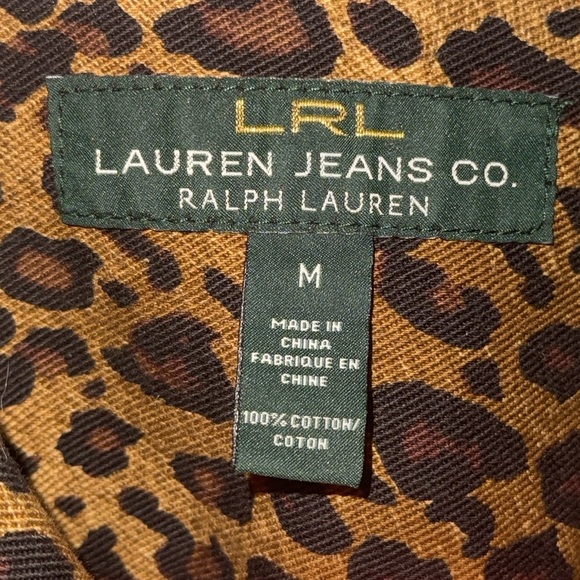 LRL
LAUREN JEANS CO.
RALPH LAUREN
M
MADE IN
CHINA
FABRIQUE EN
CHINE
100% COTTON/
COTON